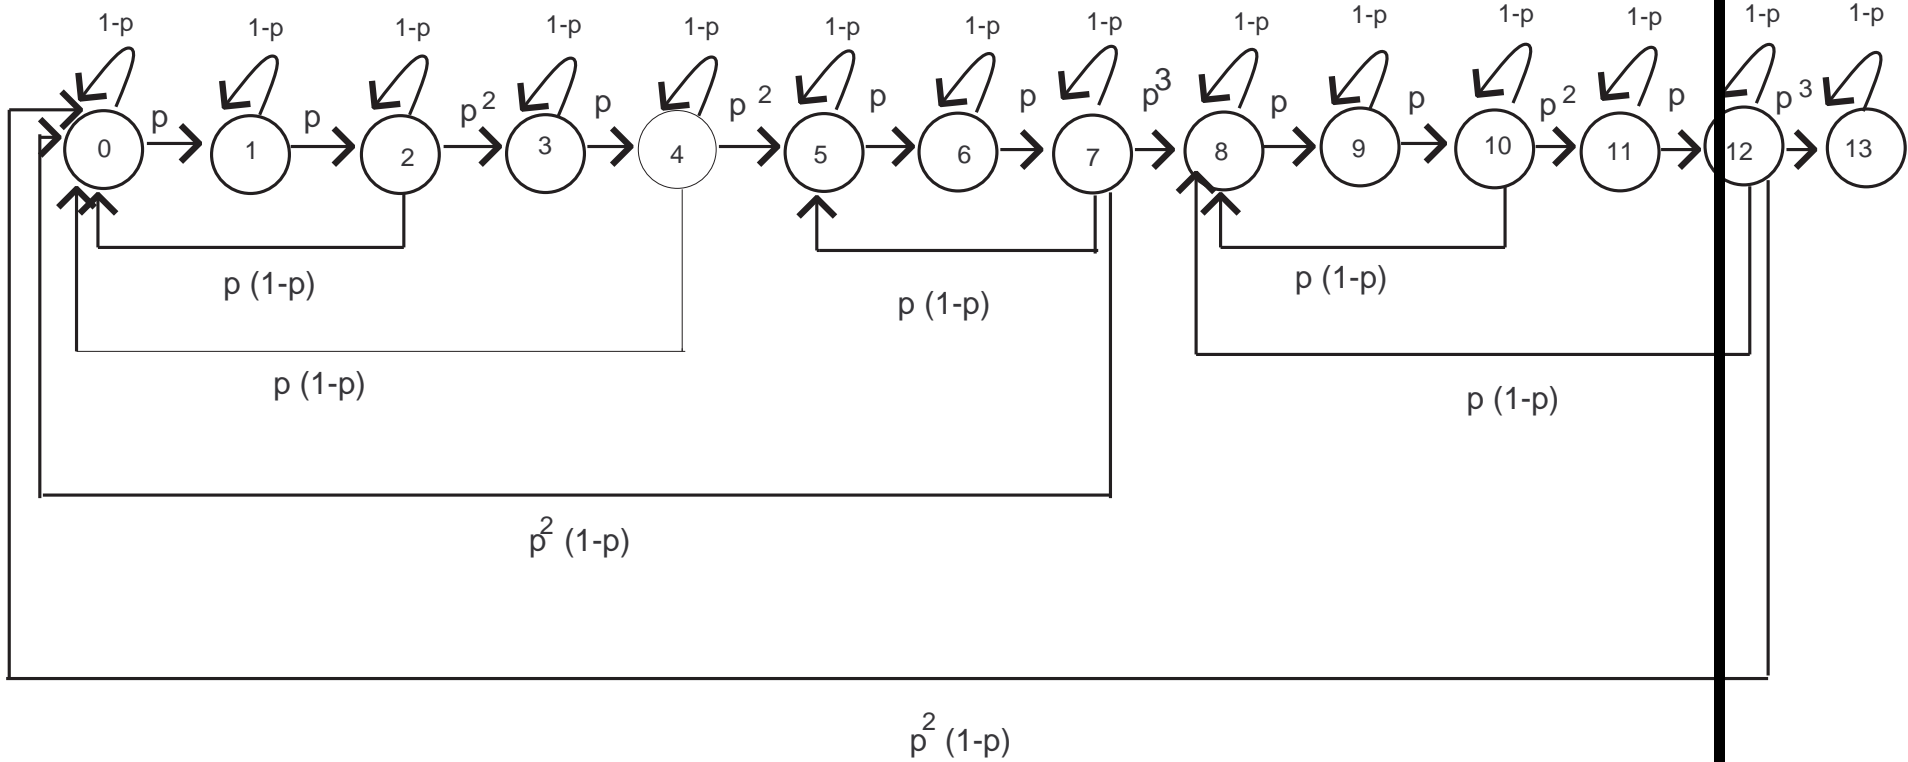 1-p 1-p 1-p 1-p 1-p 1-p 1-p 1-p 1-p 1-p 1-p 1-p 1-p 1-p
p p p² p p² p p p³ p p p² p p³
0 1 2 3 4 5 6 7 8 9 10 11 12 13
p (1-p) p (1-p) p (1-p)
p (1-p) p (1-p)
p² (1-p)
p² (1-p)